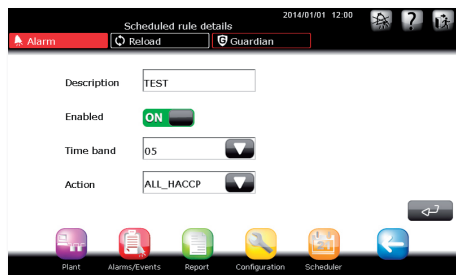 2014/01/01 12:00
Scheduled rule details
?
Alarm
Reload
Guardian
Description
TEST
Enabled
ON
Time band
05
Action
ALL_HACCP
Plant
Alarms/Events
Report
Configuration
Scheduler